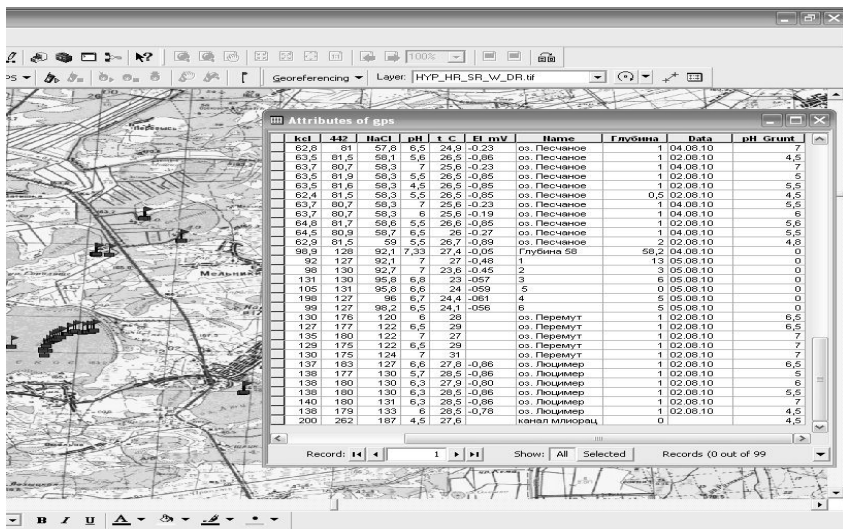 100%
Georeferencing Layer: HYP_HR_SR_W_DR.tif
Attributes of gps
kcl 442 NaCl pH t_C El_mV Name Глубина Data pH_Grunt
62,8 81 57,8 6,5 24,9 -0.23 оз. Песчаное 1 04.08.10 7
63,5 81,5 58,1 5,6 26,5 -0,86 оз. Песчаное 1 02.08.10 4,5
63,7 80,7 58,3 7 25,6 -0.23 оз. Песчаное 1 04.08.10 7
63,5 81,9 58,3 5,5 26,5 -0,85 оз. Песчаное 1 02.08.10 5
63,5 81,8 58,3 4,5 26,5 -0,85 оз. Песчаное 1 02.08.10 5,5
63,5 81,6 58,3 5,5 26,5 -0,85 оз. Песчаное 1 02.08.10 4,5
62,4 81,5 58,3 5,5 26,5 -0,85 оз. Песчаное 0,5 02.08.10 4,5
63,7 80,7 58,3 7 25,6 -0.23 оз. Песчаное 1 04.08.10 5,5
63,7 80,7 58,3 6 25,6 -0.19 оз. Песчаное 1 04.08.10 6
64,8 81,7 58,6 5,5 26,6 -0,85 оз. Песчаное 1 02.08.10 5,6
64,5 80,9 58,7 6,5 26 -0.27 оз. Песчаное 1 04.08.10 5,5
62,9 81,5 59 5,5 26,7 -0,89 оз. Песчаное 2 02.08.10 4,8
98,9 128 92,1 7,33 27,4 -0,05 Глубина 58 58,2 04.08.10 0
92 127 92,1 7 27 -0,48 1 13 05.08.10 0
98 130 92,7 7 23,6 -0.45 2 3 05.08.10 0
131 130 95,8 6,8 23 -057 3 6 05.08.10 0
105 131 95,8 6,6 24 -059 5 0 05.08.10 0
198 127 96 6,7 24,4 -061 4 5 05.08.10 0
99 127 98,2 6,5 24,1 -056 6 5 05.08.10 0
130 176 120 6 28 оз. Перемут 1 02.08.10 6,5
127 177 122 6,5 29 оз. Перемут 1 02.08.10 6,5
135 180 122 7 27 оз. Перемут 1 02.08.10 7
129 175 122 6,5 29 оз. Перемут 1 02.08.10 7
130 175 124 7 31 оз. Перемут 1 02.08.10 7
137 183 127 6,6 27,8 -0,86 оз. Люцимер 1 02.08.10 6,5
138 177 130 5,7 28,5 -0,86 оз. Люцимер 1 02.08.10 5
138 180 130 6,3 27,9 -0,80 оз. Люцимер 1 02.08.10 6
138 180 130 6,3 28,5 -0,86 оз. Люцимер 1 02.08.10 5,5
140 180 131 6,3 28,5 -0,86 оз. Люцимер 1 02.08.10 7
138 179 133 6 28,5 -0,78 оз. Люцимер 1 02.08.10 4,5
200 262 187 4,5 27,6 канал млиорац 0 4,5
Record: 1 Show: All Selected Records (0 out of 99
B I U A